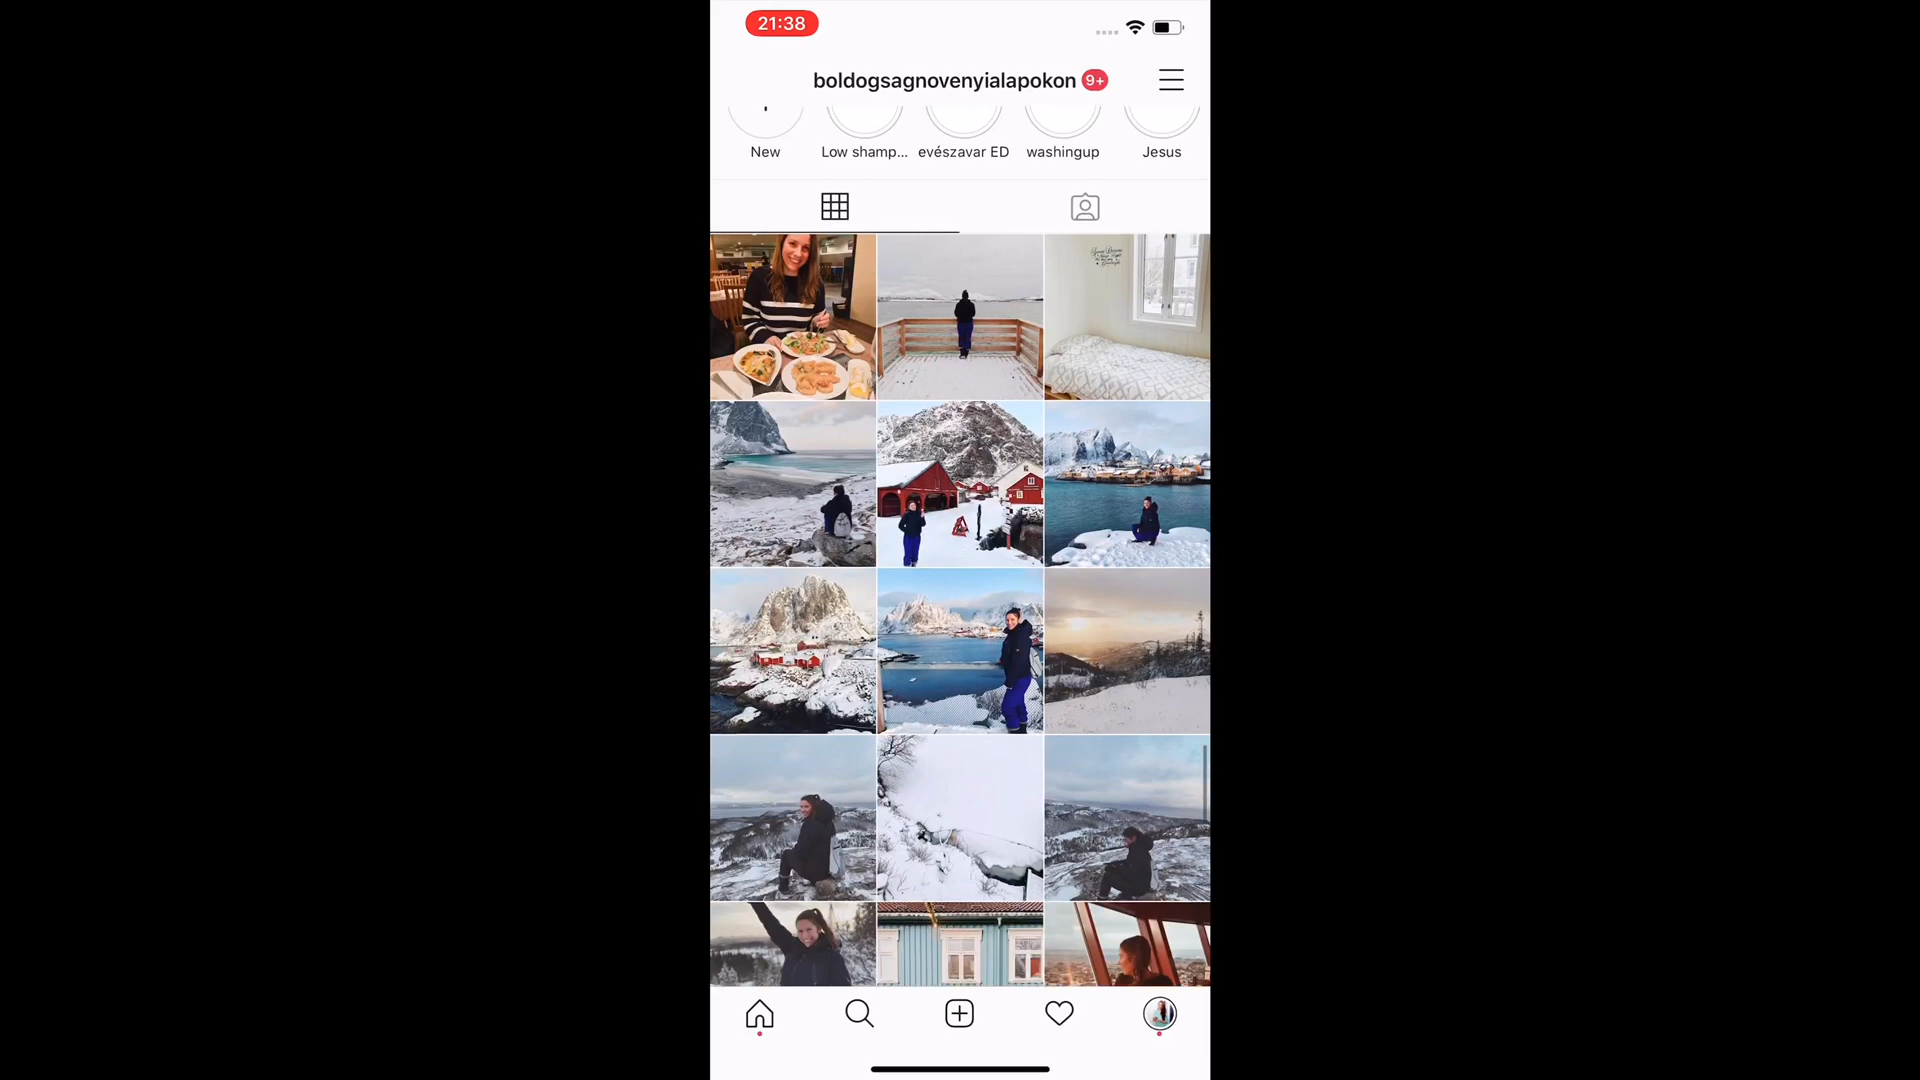 21:38
boldogsagnovenyialapokon 9+
New
Low shamp...
evészavar ED
washingup
Jesus